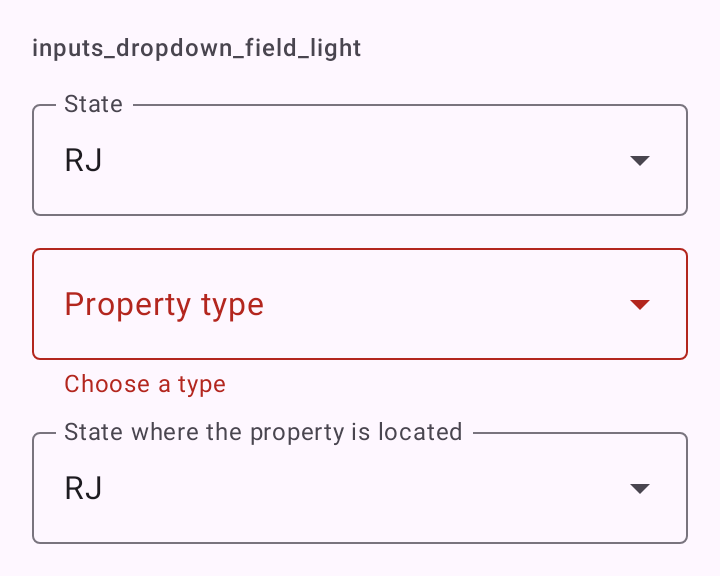 inputs_dropdown_field_light
State
RJ
Property type
Choose a type
State where the property is located
RJ